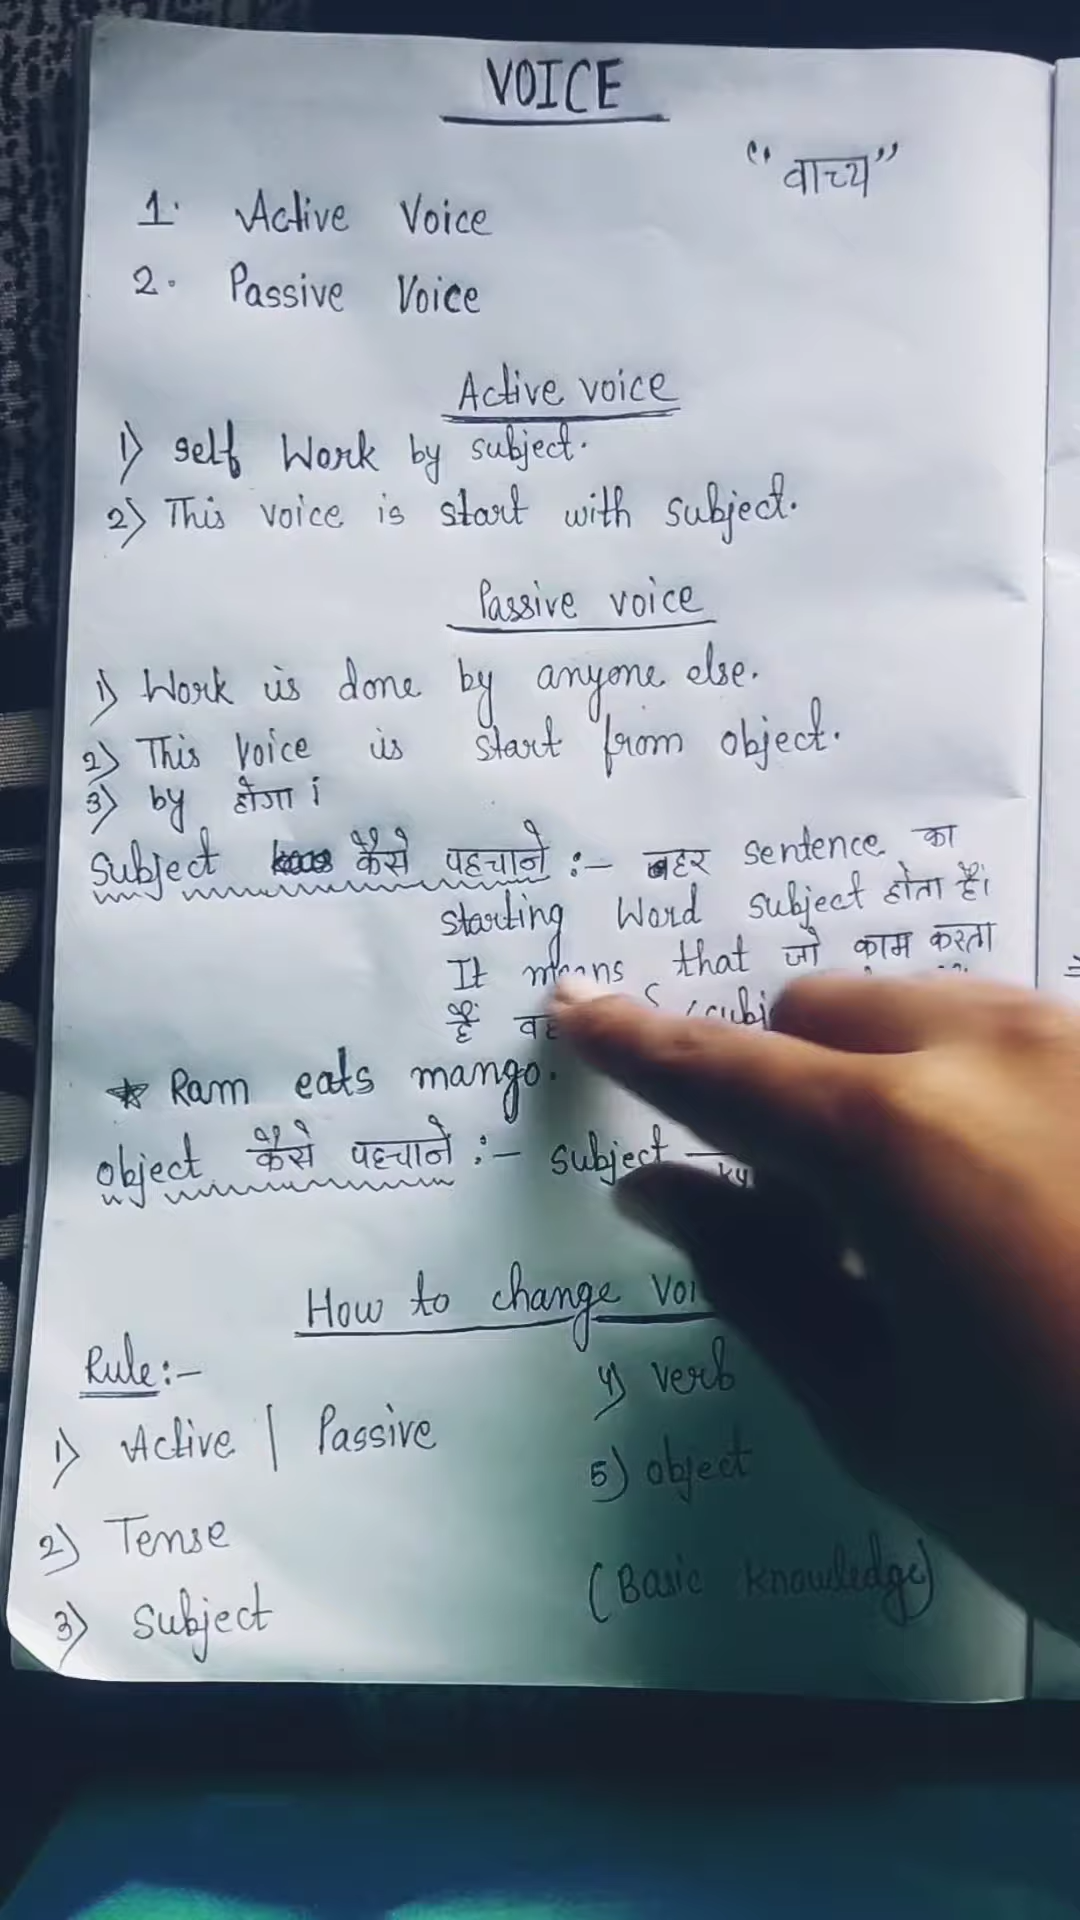 VOICE
"वाच्य"
1. Active Voice
2. Passive Voice
Active voice
1) self Work by subject.
2) This voice is start with subject.
Passive voice
1) Work is done by anyone else.
2) This Voice is start from object.
3) by होगा।
Subject कैसे पहचाने :- हर sentence का
starting Word subject होता है।
It means that जो काम करता
है वह
★ Ram eats mango.
object कैसे पहचाने :- subject
How to change
Rule :-
1) Active | Passive
2) Tense
3) Subject
4) verb
5) object
(Basic knowledge)